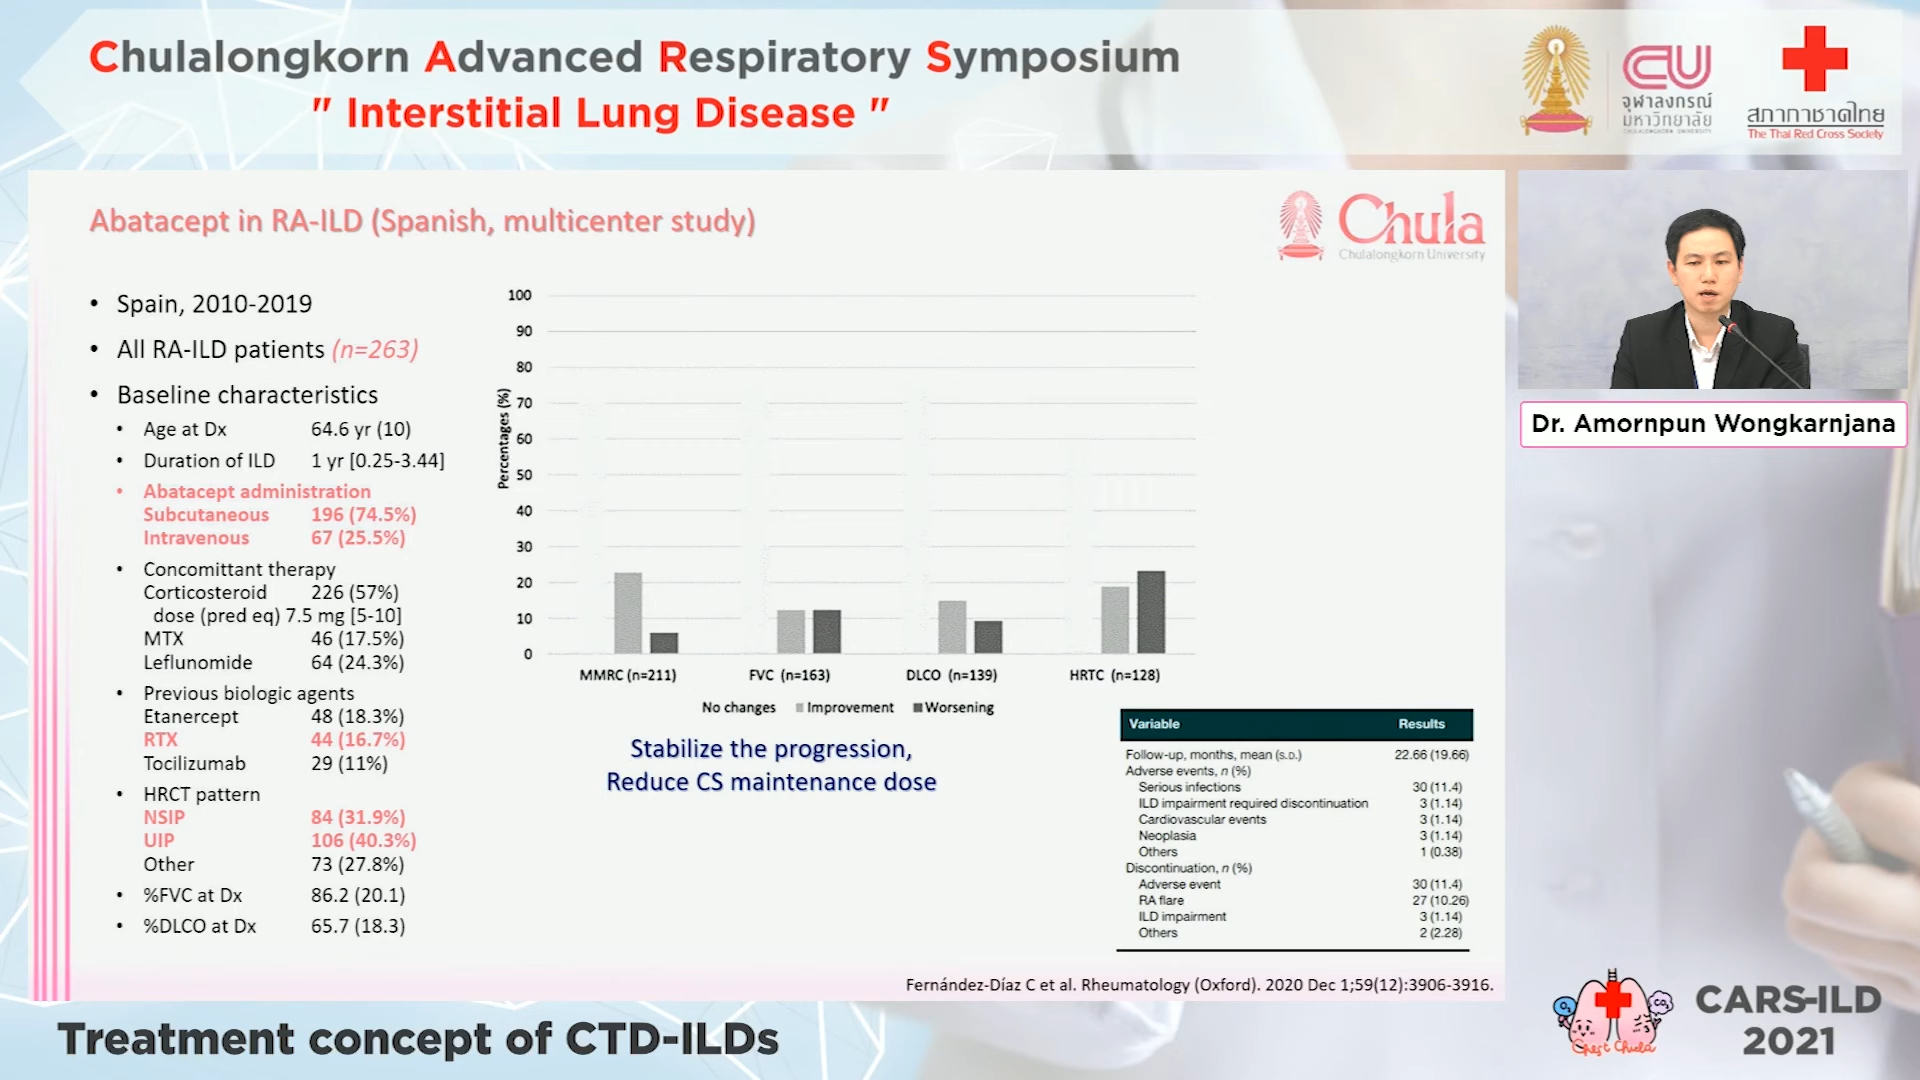 Chulalongkorn Advanced Respiratory Symposium
" Interstitial Lung Disease "
CU
จุฬาลงกรณ์
มหาวิทยาลัย
CHULALONGKORN UNIVERSITY
สภากาชาดไทย
The Thai Red Cross Society
Abatacept in RA-ILD (Spanish, multicenter study)
Chula
Chulalongkorn University
• Spain, 2010-2019
• All RA-ILD patients (n=263)
• Baseline characteristics
• Age at Dx 64.6 yr (10)
• Duration of ILD 1 yr [0.25-3.44]
• Abatacept administration
Subcutaneous 196 (74.5%)
Intravenous 67 (25.5%)
• Concomittant therapy
Corticosteroid 226 (57%)
dose (pred eq) 7.5 mg [5-10]
MTX 46 (17.5%)
Leflunomide 64 (24.3%)
• Previous biologic agents
Etanercept 48 (18.3%)
RTX 44 (16.7%)
Tocilizumab 29 (11%)
• HRCT pattern
NSIP 84 (31.9%)
UIP 106 (40.3%)
Other 73 (27.8%)
• %FVC at Dx 86.2 (20.1)
• %DLCO at Dx 65.7 (18.3)
Percentages (%)
100
90
80
70
60
50
40
30
20
10
0
MMRC (n=211) FVC (n=163) DLCO (n=139) HRTC (n=128)
No changes Improvement Worsening
Stabilize the progression,
Reduce CS maintenance dose
Variable Results
Follow-up, months, mean (S.D.) 22.66 (19.66)
Adverse events, n (%)
Serious infections 30 (11.4)
ILD impairment required discontinuation 3 (1.14)
Cardiovascular events 3 (1.14)
Neoplasia 3 (1.14)
Others 1 (0.38)
Discontinuation, n (%)
Adverse event 30 (11.4)
RA flare 27 (10.26)
ILD impairment 3 (1.14)
Others 2 (2.28)
Fernández-Díaz C et al. Rheumatology (Oxford). 2020 Dec 1;59(12):3906-3916.
Dr. Amornpun Wongkarnjana
Treatment concept of CTD-ILDs
O₂
CO₂
Chest Chula
CARS-ILD
2021